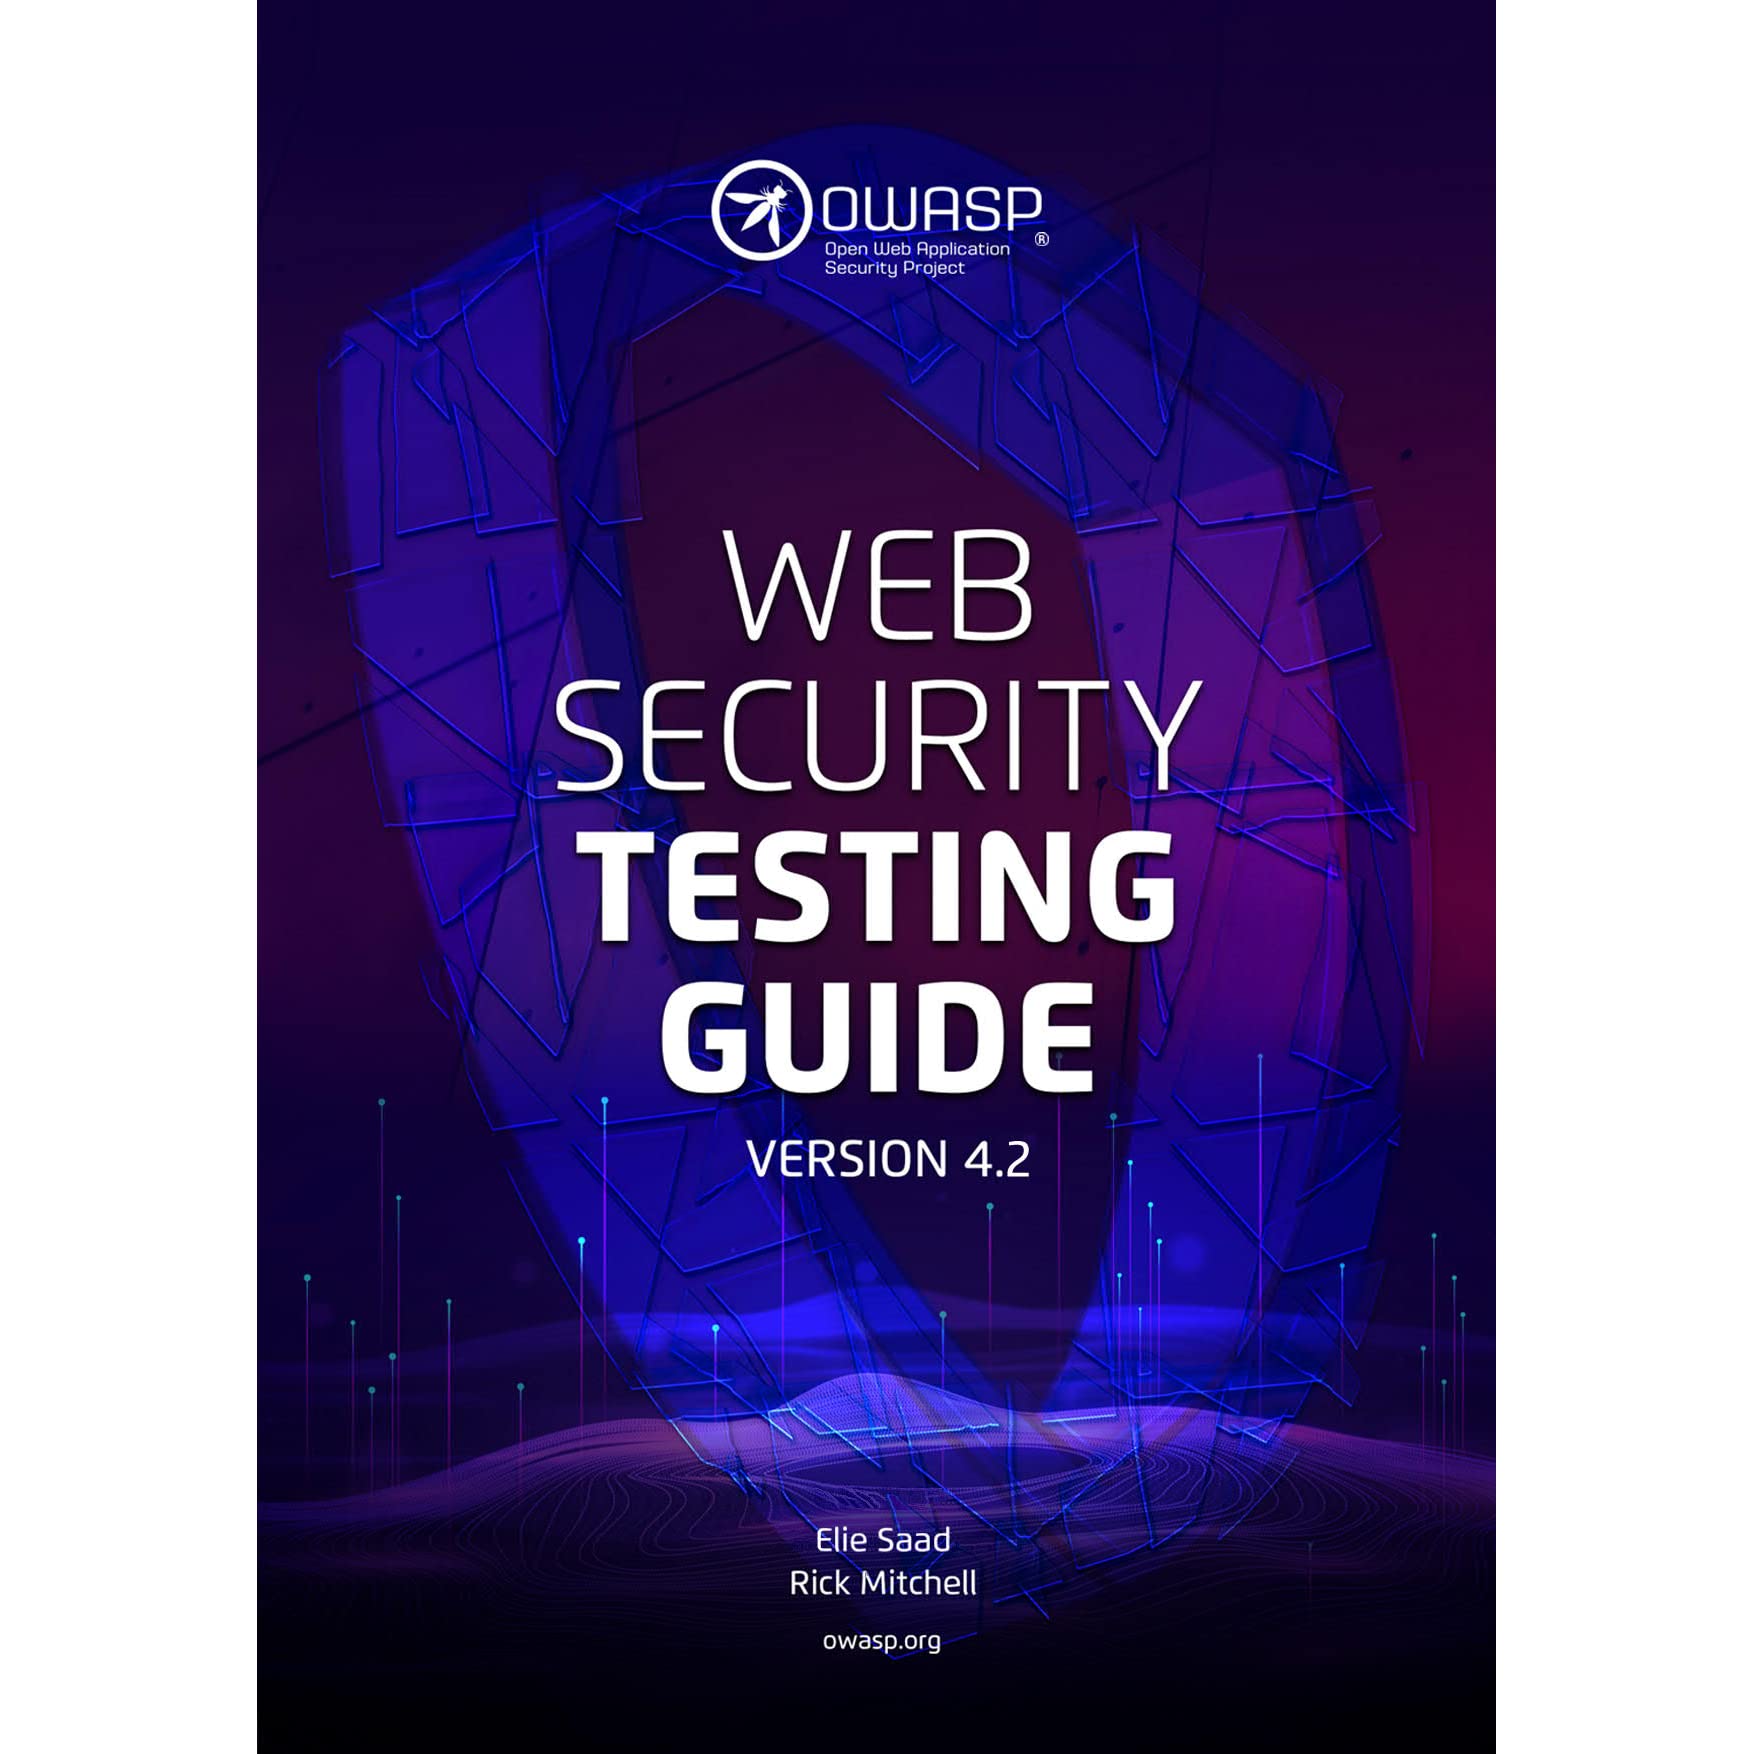 OWASP
®
Open Web Application
Security Project
WEB
SECURITY
TESTING
GUIDE
VERSION 4.2
Elie Saad
Rick Mitchell
owasp.org